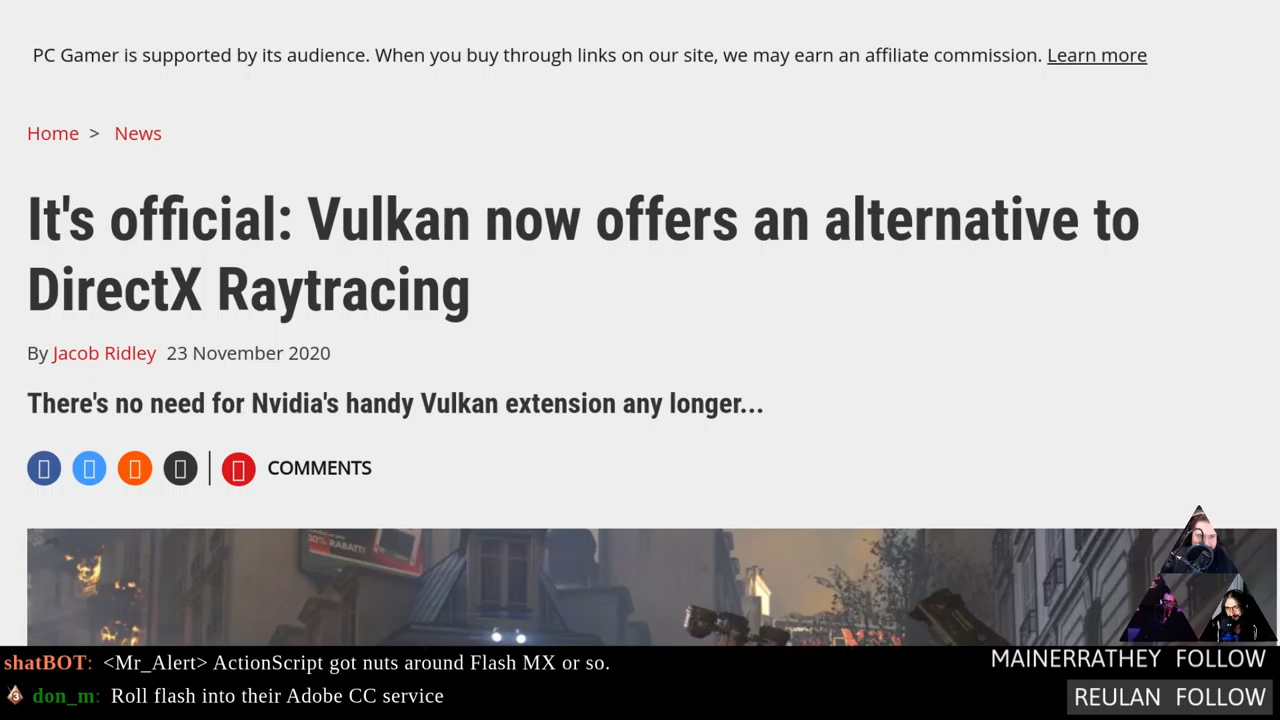 PC Gamer is supported by its audience. When you buy through links on our site, we may earn an affiliate commission. Learn more
Home > News
It's official: Vulkan now offers an alternative to
DirectX Raytracing
By Jacob Ridley 23 November 2020
There's no need for Nvidia's handy Vulkan extension any longer...
COMMENTS
10% RABATT!
shatBOT: <Mr_Alert> ActionScript got nuts around Flash MX or so.
MAINERRATHEY FOLLOW
don_m: Roll flash into their Adobe CC service
REULAN FOLLOW